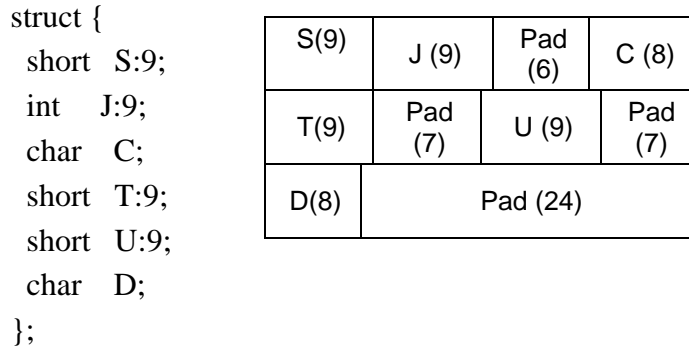 struct {
short S:9;
int J:9;
char C;
short T:9;
short U:9;
char D;
};
S(9) J (9) Pad (6) C (8)
T(9) Pad (7) U (9) Pad (7)
D(8) Pad (24)